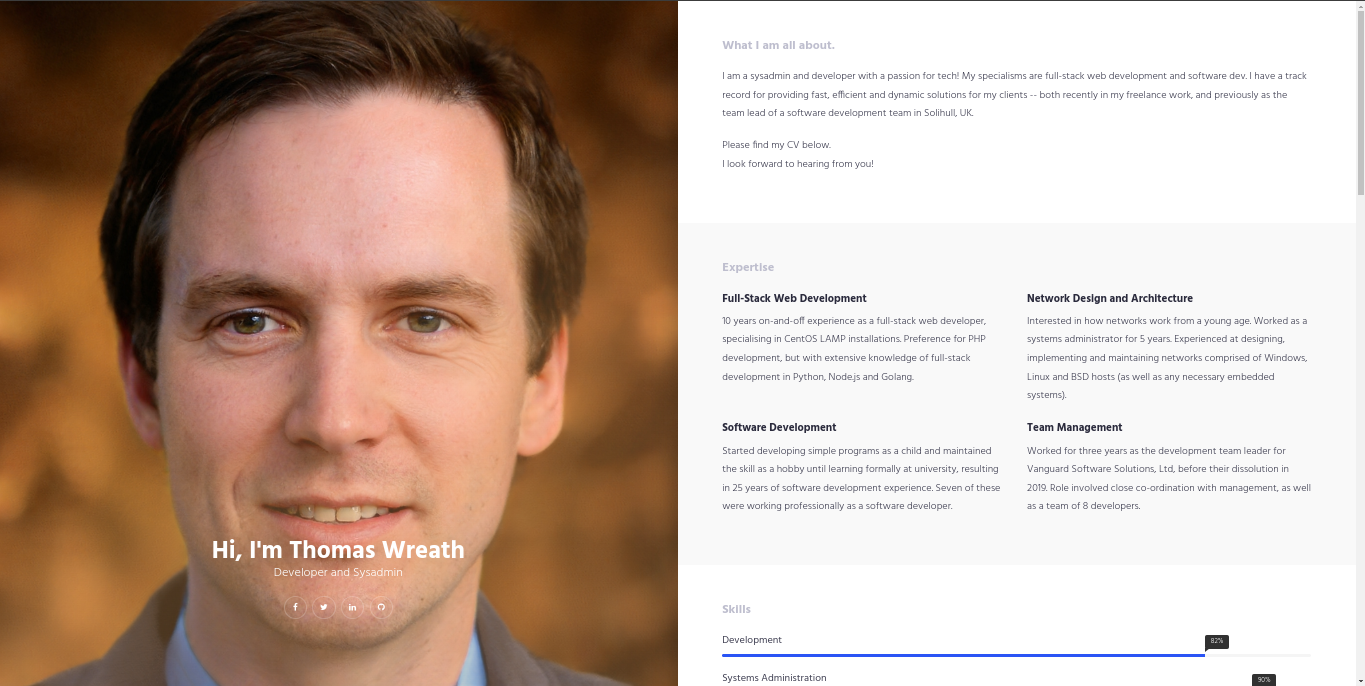 Hi, I'm Thomas Wreath
Developer and Sysadmin
What I am all about.
I am a sysadmin and developer with a passion for tech! My specialisms are full-stack web development and software dev. I have a track
record for providing fast, efficient and dynamic solutions for my clients -- both recently in my freelance work, and previously as the
team lead of a software development team in Solihull, UK.
Please find my CV below.
I look forward to hearing from you!
Expertise
Full-Stack Web Development
10 years on-and-off experience as a full-stack web developer,
specialising in CentOS LAMP installations. Preference for PHP
development, but with extensive knowledge of full-stack
development in Python, Node.js and Golang.
Network Design and Architecture
Interested in how networks work from a young age. Worked as a
systems administrator for 5 years. Experienced at designing,
implementing and maintaining networks comprised of Windows,
Linux and BSD hosts (as well as any necessary embedded
systems).
Software Development
Started developing simple programs as a child and maintained
the skill as a hobby until learning formally at university, resulting
in 25 years of software development experience. Seven of these
were working professionally as a software developer.
Team Management
Worked for three years as the development team leader for
Vanguard Software Solutions, Ltd, before their dissolution in
2019. Role involved close co-ordination with management, as well
as a team of 8 developers.
Skills
Development
82%
Systems Administration
90%